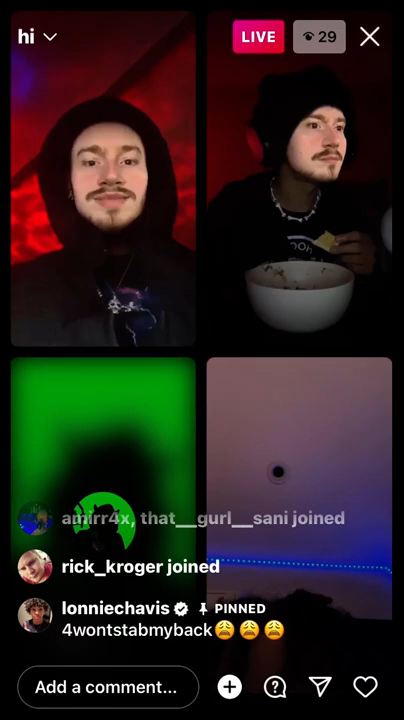 hi
LIVE
29
amirr4x, that__gurl__sani joined
rick_kroger joined
lonniechavis PINNED
4wontstabmyback😩😩😩
Add a comment...